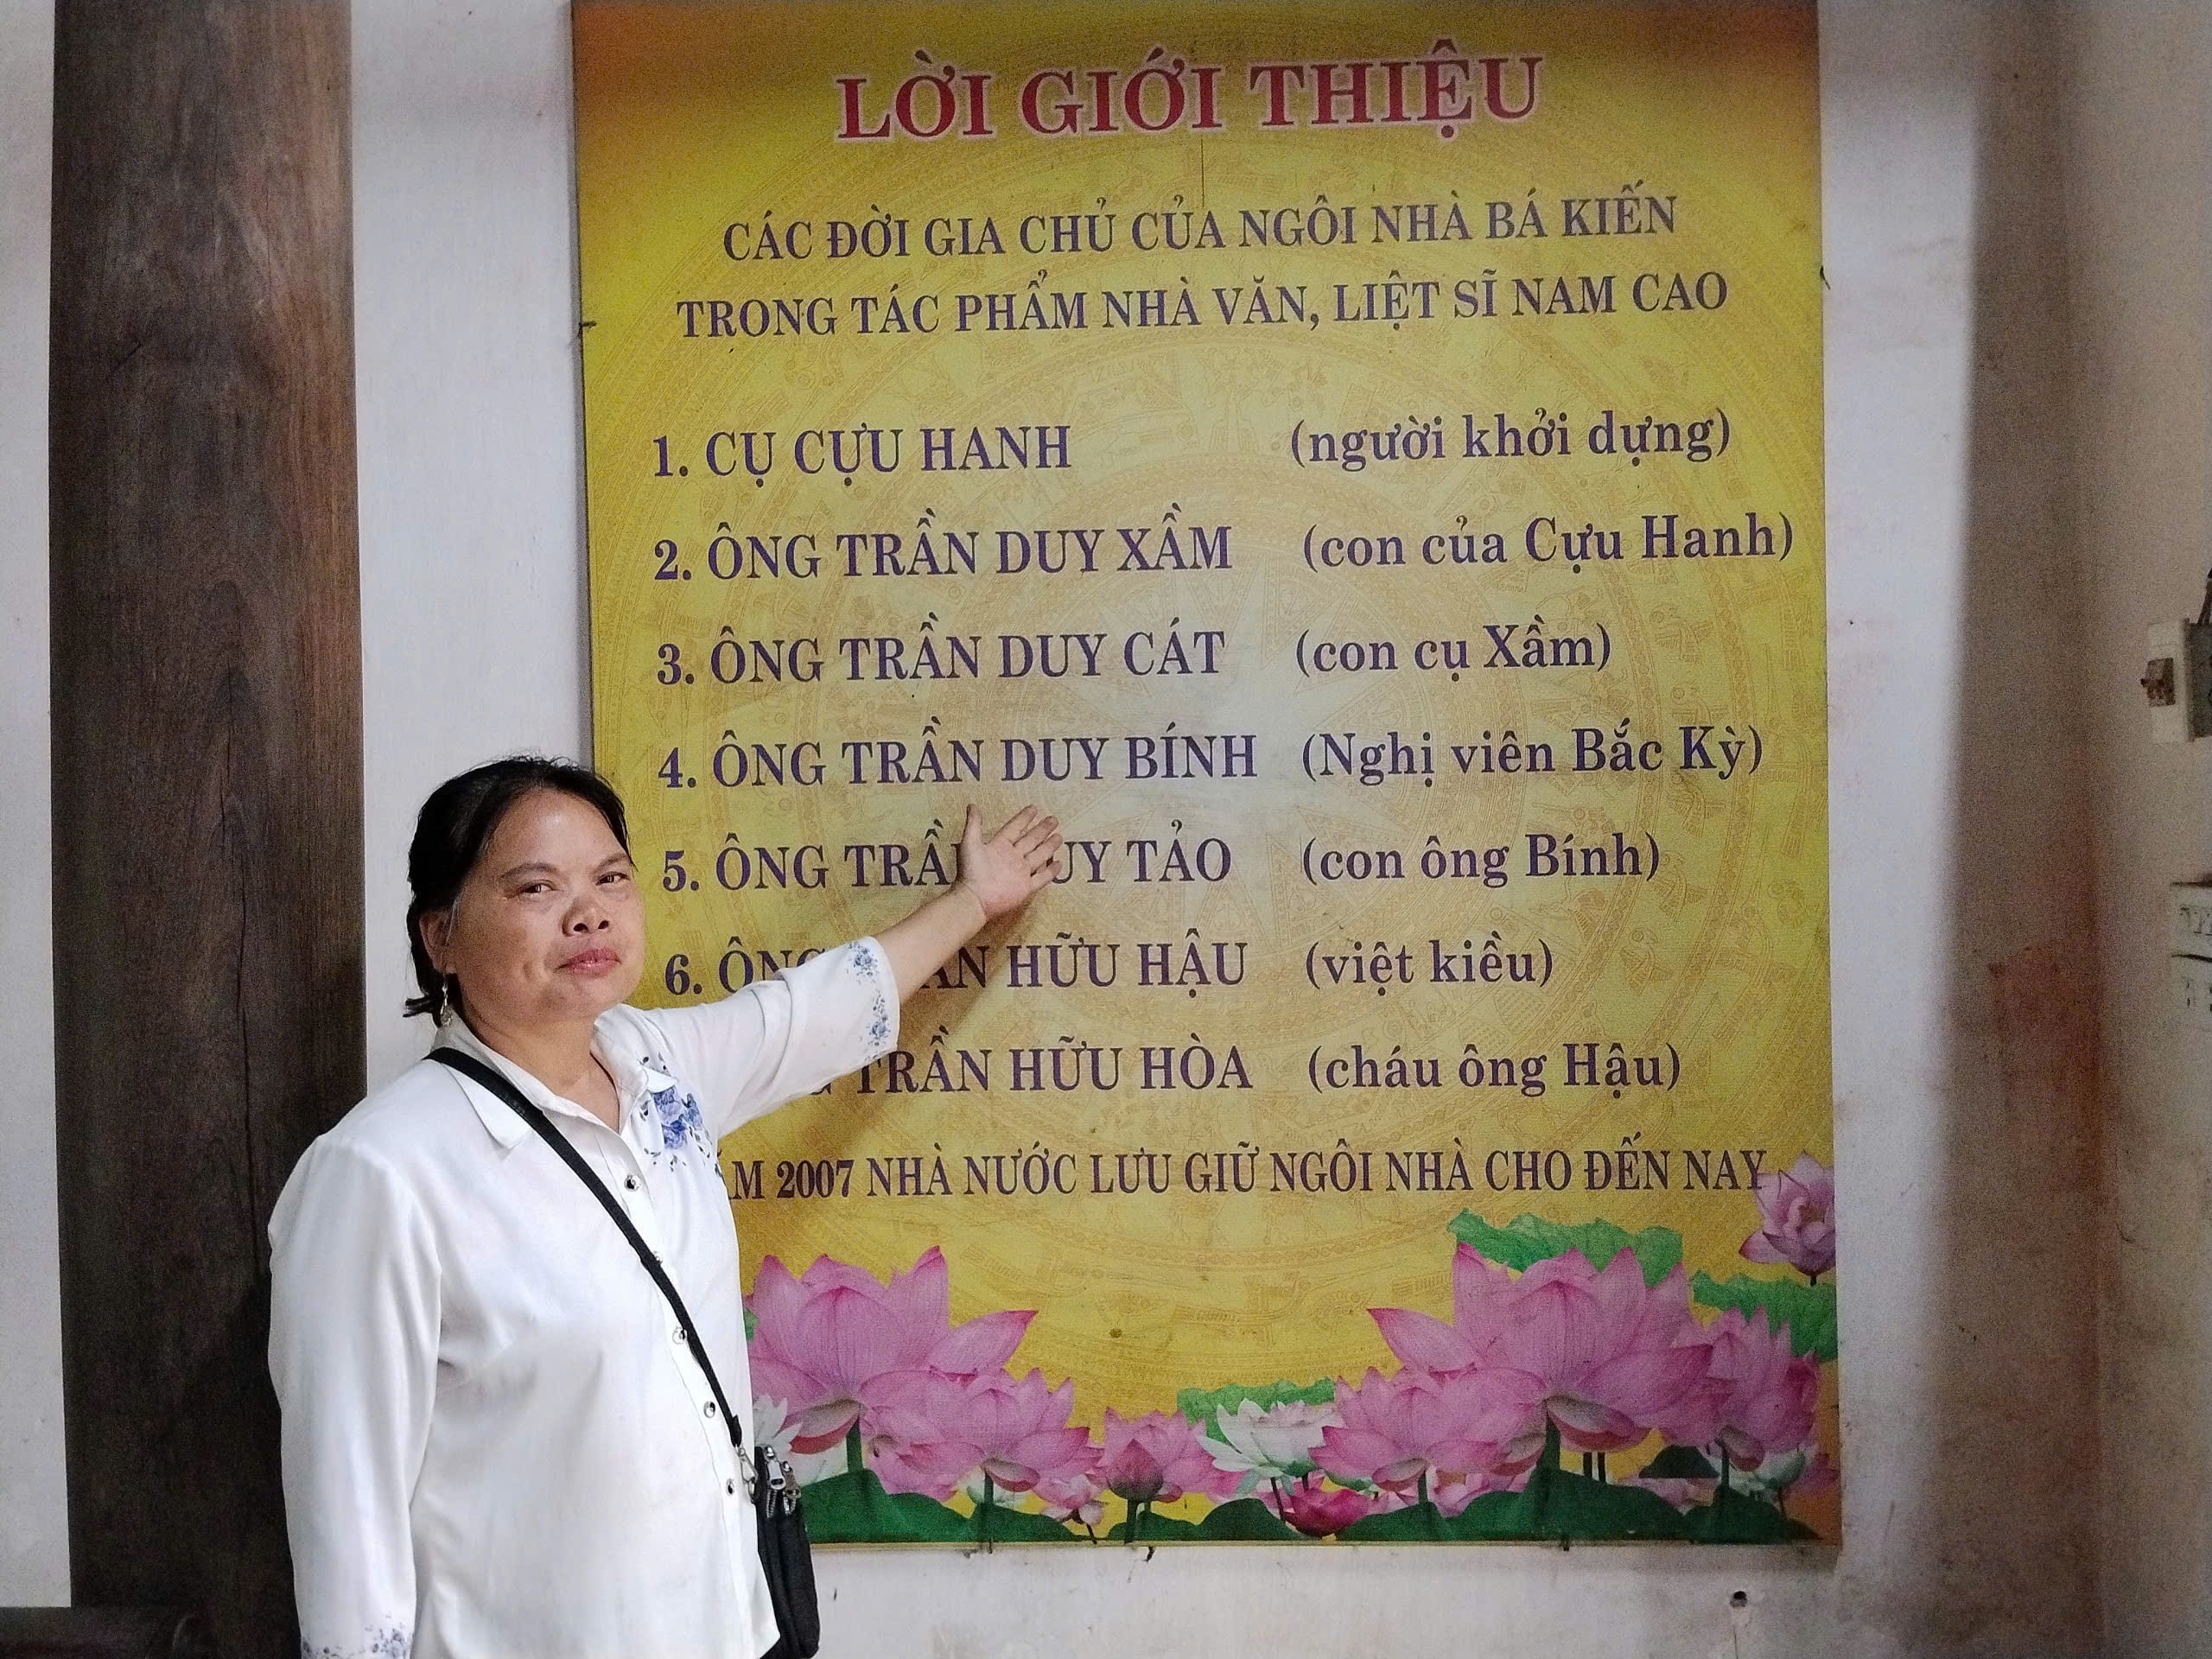 LỜI GIỚI THIỆU
CÁC ĐỜI GIA CHỦ CỦA NGÔI NHÀ BÁ KIẾN
TRONG TÁC PHẨM NHÀ VĂN, LIỆT SĨ NAM CAO
1. CỤ CỰU HANH (người khởi dựng)
2. ÔNG TRẦN DUY XẦM (con của Cựu Hanh)
3. ÔNG TRẦN DUY CÁT (con cụ Xầm)
4. ÔNG TRẦN DUY BÍNH (Nghị viên Bắc Kỳ)
5. ÔNG TẢO (con ông Bính)
6. HỮU HẬU (việt kiều)
TRẦN HỮU HÒA (cháu ông Hậu)
2007 NHÀ NƯỚC LƯU GIỮ NGÔI NHÀ CHO ĐẾN NAY